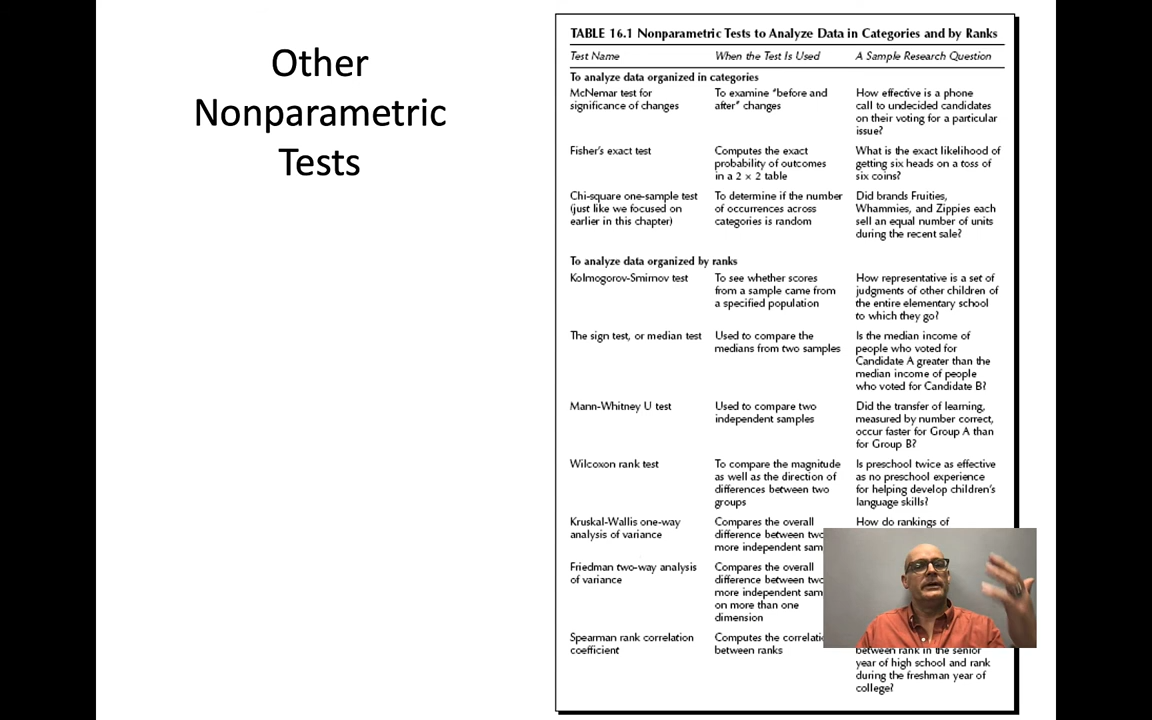 Other
Nonparametric
Tests
TABLE 16.1 Nonparametric Tests to Analyze Data in Categories and by Ranks
Test Name When the Test Is Used A Sample Research Question
To analyze data organized in categories
McNemar test for
significance of changes
To examine “before and
after” changes
How effective is a phone
call to undecided candidates
on their voting for a particular
issue?
Fisher’s exact test
Computes the exact
probability of outcomes
in a 2 × 2 table
What is the exact likelihood of
getting six heads on a toss of
six coins?
Chi-square one-sample test
(just like we focused on
earlier in this chapter)
To determine if the number
of occurrences across
categories is random
Did brands Fruities,
Whammies, and Zippies each
sell an equal number of units
during the recent sale?
To analyze data organized by ranks
Kolmogorov-Smirnov test
To see whether scores
from a sample came from
a specified population
How representative is a set of
judgments of other children of
the entire elementary school
to which they go?
The sign test, or median test
Used to compare the
medians from two samples
Is the median income of
people who voted for
Candidate A greater than the
median income of people
who voted for Candidate B?
Mann-Whitney U test
Used to compare two
independent samples
Did the transfer of learning,
measured by number correct,
occur faster for Group A than
for Group B?
Wilcoxon rank test
To compare the magnitude
as well as the direction of
differences between two
groups
Is preschool twice as effective
as no preschool experience
for helping develop children’s
language skills?
Kruskal-Wallis one-way
analysis of variance
Compares the overall
difference between two
more independent
How do rankings of
Friedman two-way analysis
of variance
Compares the overall
difference between two
more independent
on more than one
dimension
Spearman rank correlation
coefficient
Computes the
between ranks
between rank in the senior
year of high school and rank
during the freshman year of
college?